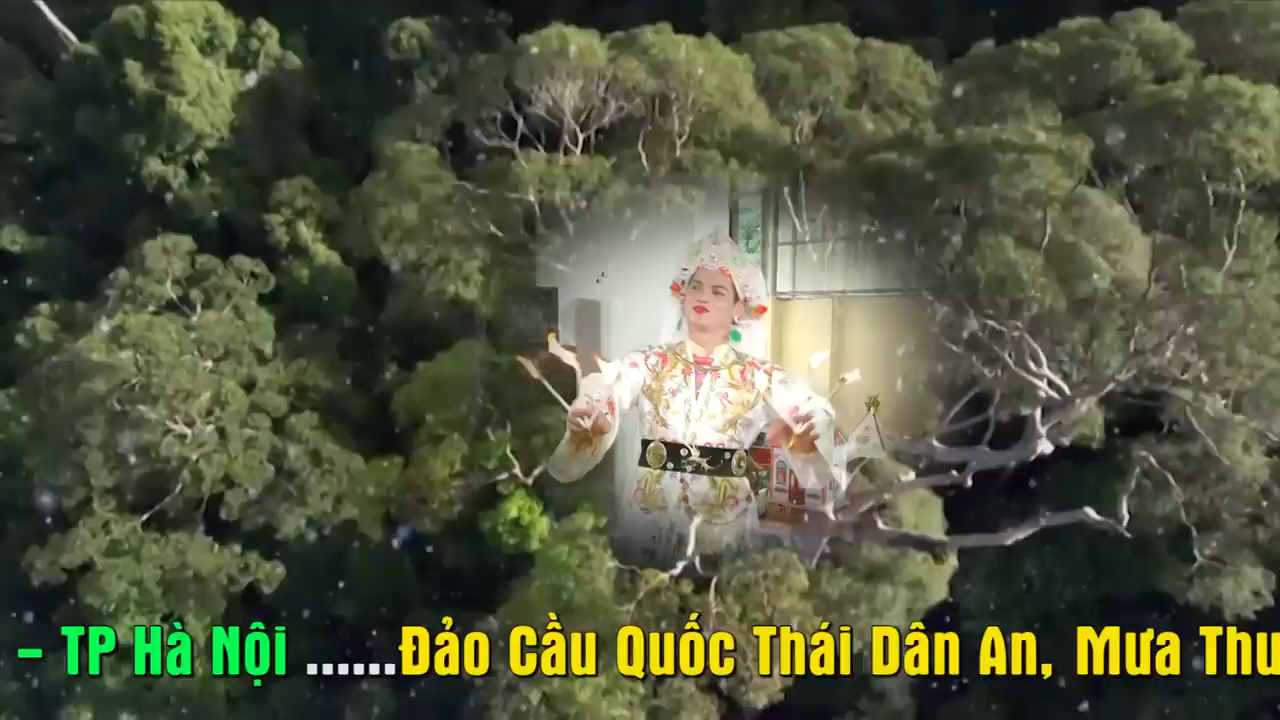 – TP Hà Nội ......Đảo Cầu Quốc Thái Dân An, Mưa Thu